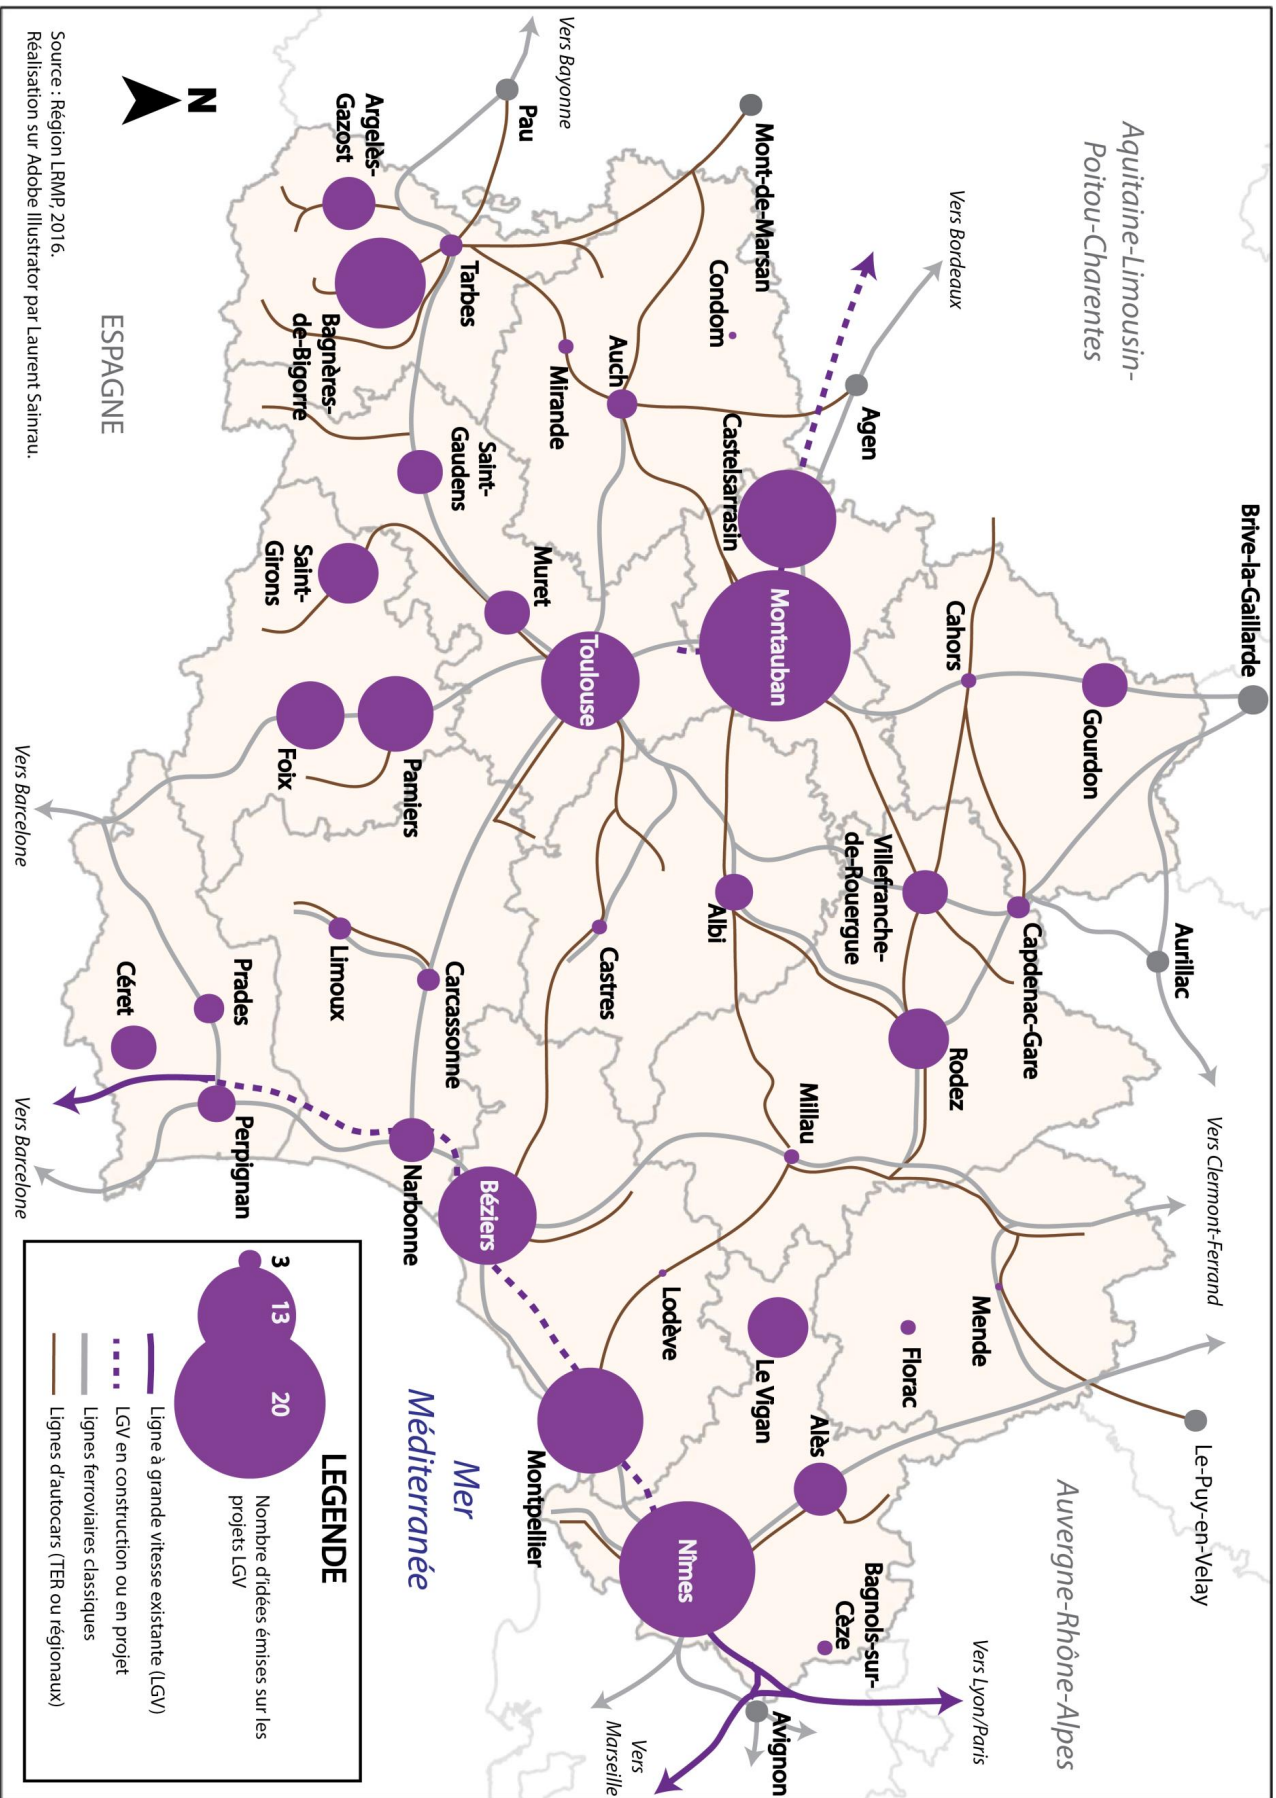 Aquitaine-Limousin-
Poitou-Charentes
Brive-la-Gaillarde
Aurillac
Vers Clermont-Ferrand
Le-Puy-en-Velay
Auvergne-Rhône-Alpes
Vers Bordeaux
Gourdon
Capdenac-Gare
Mende
Cahors
Rodez
Florac
Vers Lyon/Paris
Agen
Villefranche-
de-Rouergue
Millau
Alès
Bagnols-sur-
Cèze
Mont-de-Marsan
Condom
Castelsarrasin
Montauban
Albi
Le Vigan
Avignon
Lodève
Nîmes
Vers
Marseille
Auch
Toulouse
Castres
Montpellier
Vers Bayonne
Pau
Mirande
Muret
Béziers
Mer
Méditerranée
Tarbes
Saint-
Gaudens
Pamiers
Carcassonne
Narbonne
Argelès-
Gazost
Bagnères-
de-Bigorre
Saint-
Girons
Foix
Limoux
Prades
Perpignan
Céret
N
ESPAGNE
Vers Barcelone
Vers Barcelone
LEGENDE
3
13
20
Nombre d'idées émises sur les
projets LGV
Ligne à grande vitesse existante (LGV)
LGV en construction ou en projet
Lignes ferroviaires classiques
Lignes d'autocars (TER ou régionaux)
Source : Région LRMP, 2016.
Réalisation sur Adobe Illustrator par Laurent Sainrau.